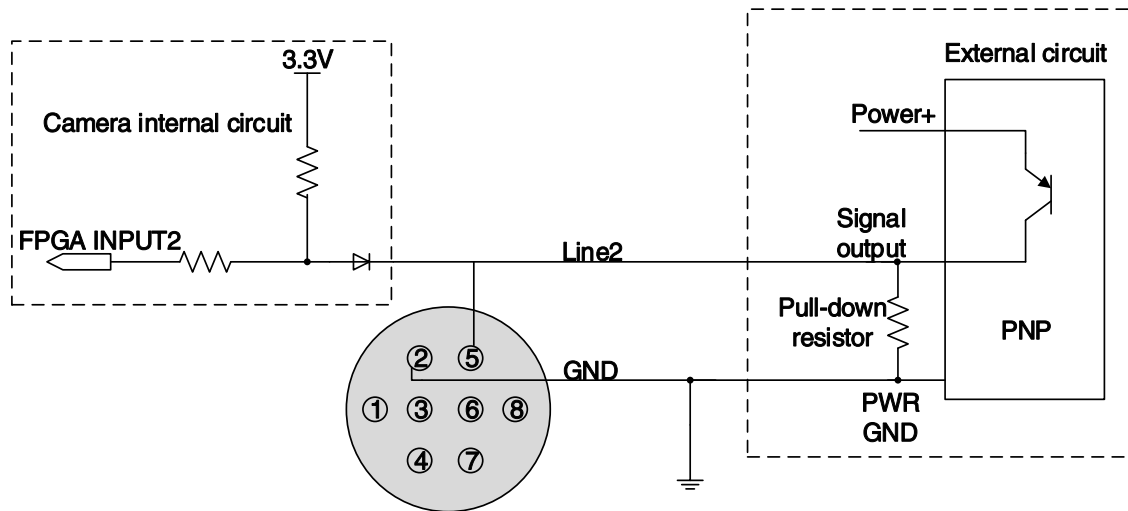 External circuit
3.3V
Camera internal circuit
Power+
FPGA INPUT2
Line2
Signal
output
Pull-down
resistor
PNP
GND
PWR
GND
2 5
1 3 6 8
4 7